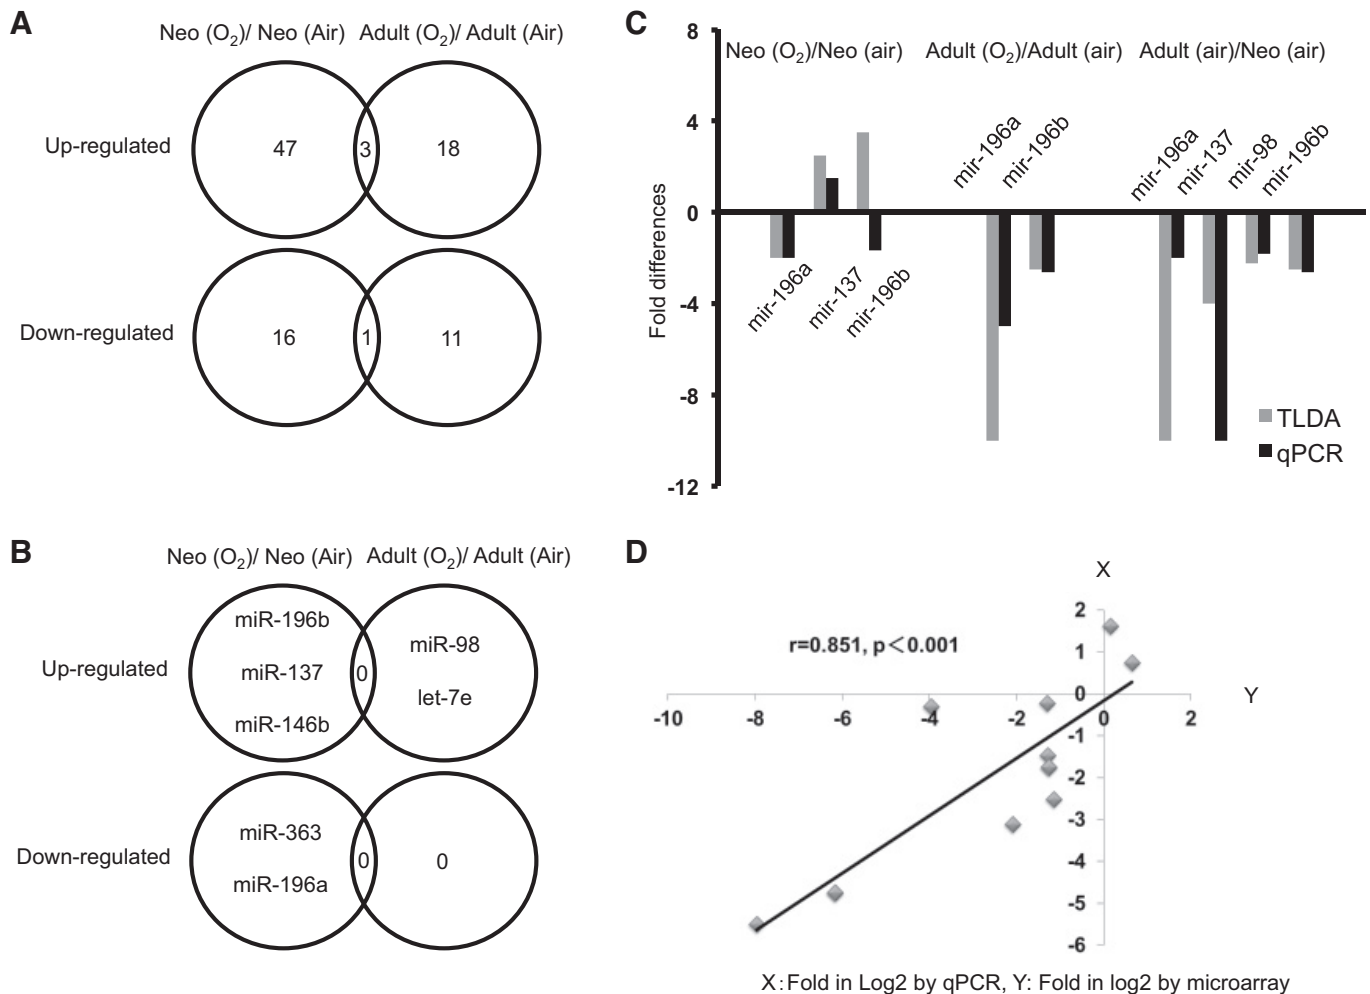 A
Neo (O₂)/ Neo (Air) Adult (O₂)/ Adult (Air)
Up-regulated
47 3 18
Down-regulated
16 1 11
B
Neo (O₂)/ Neo (Air) Adult (O₂)/ Adult (Air)
Up-regulated
miR-196b
miR-137
miR-146b
0
miR-98
let-7e
Down-regulated
miR-363
miR-196a
0
0
C
8
4
0
-4
-8
-12
Fold differences
Neo (O₂)/Neo (air) Adult (O₂)/Adult (air) Adult (air)/Neo (air)
mir-196a
mir-137
mir-196b
mir-196a
mir-196b
mir-196a
mir-137
mir-98
mir-196b
TLDA
qPCR
D
X
r=0.851, p<0.001
2
1
0
-1
-2
-3
-4
-5
-6
-10 -8 -6 -4 -2 0 2
Y
X:Fold in Log2 by qPCR, Y: Fold in log2 by microarray